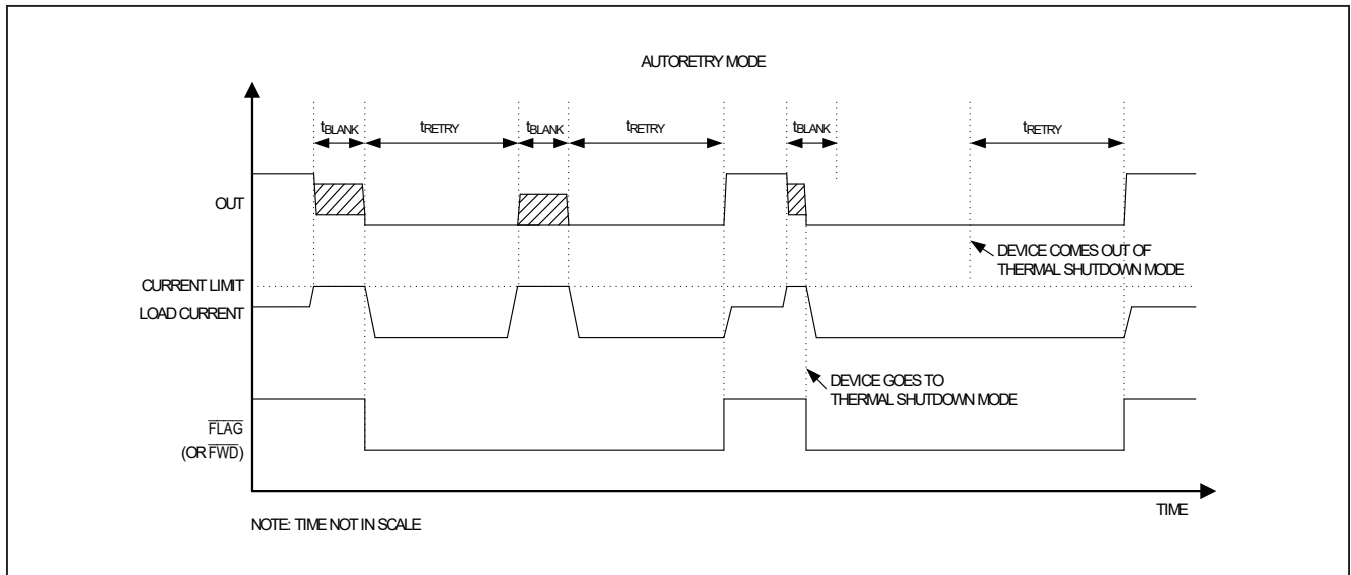 AUTORETRY MODE
tBLANK
tRETRY
tBLANK
tRETRY
tBLANK
tRETRY
OUT
DEVICE COMES OUT OF
THERMAL SHUTDOWN MODE
CURRENT LIMIT
LOAD CURRENT
DEVICE GOES TO
THERMAL SHUTDOWN MODE
FLAG
(OR FWD)
TIME
NOTE: TIME NOT IN SCALE